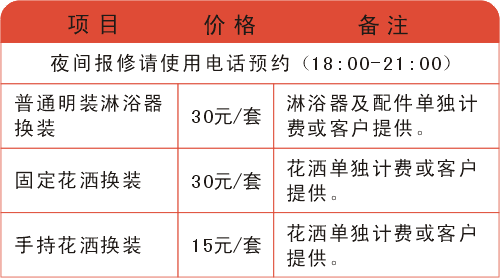 项目 价格 备注
夜间报修请使用电话预约（18:00-21:00）
普通明装淋浴器
换装
30元/套
淋浴器及配件单独计
费或客户提供。
固定花洒换装
30元/套
花洒单独计费或客户
提供。
手持花洒换装
15元/套
花洒单独计费或客户
提供。